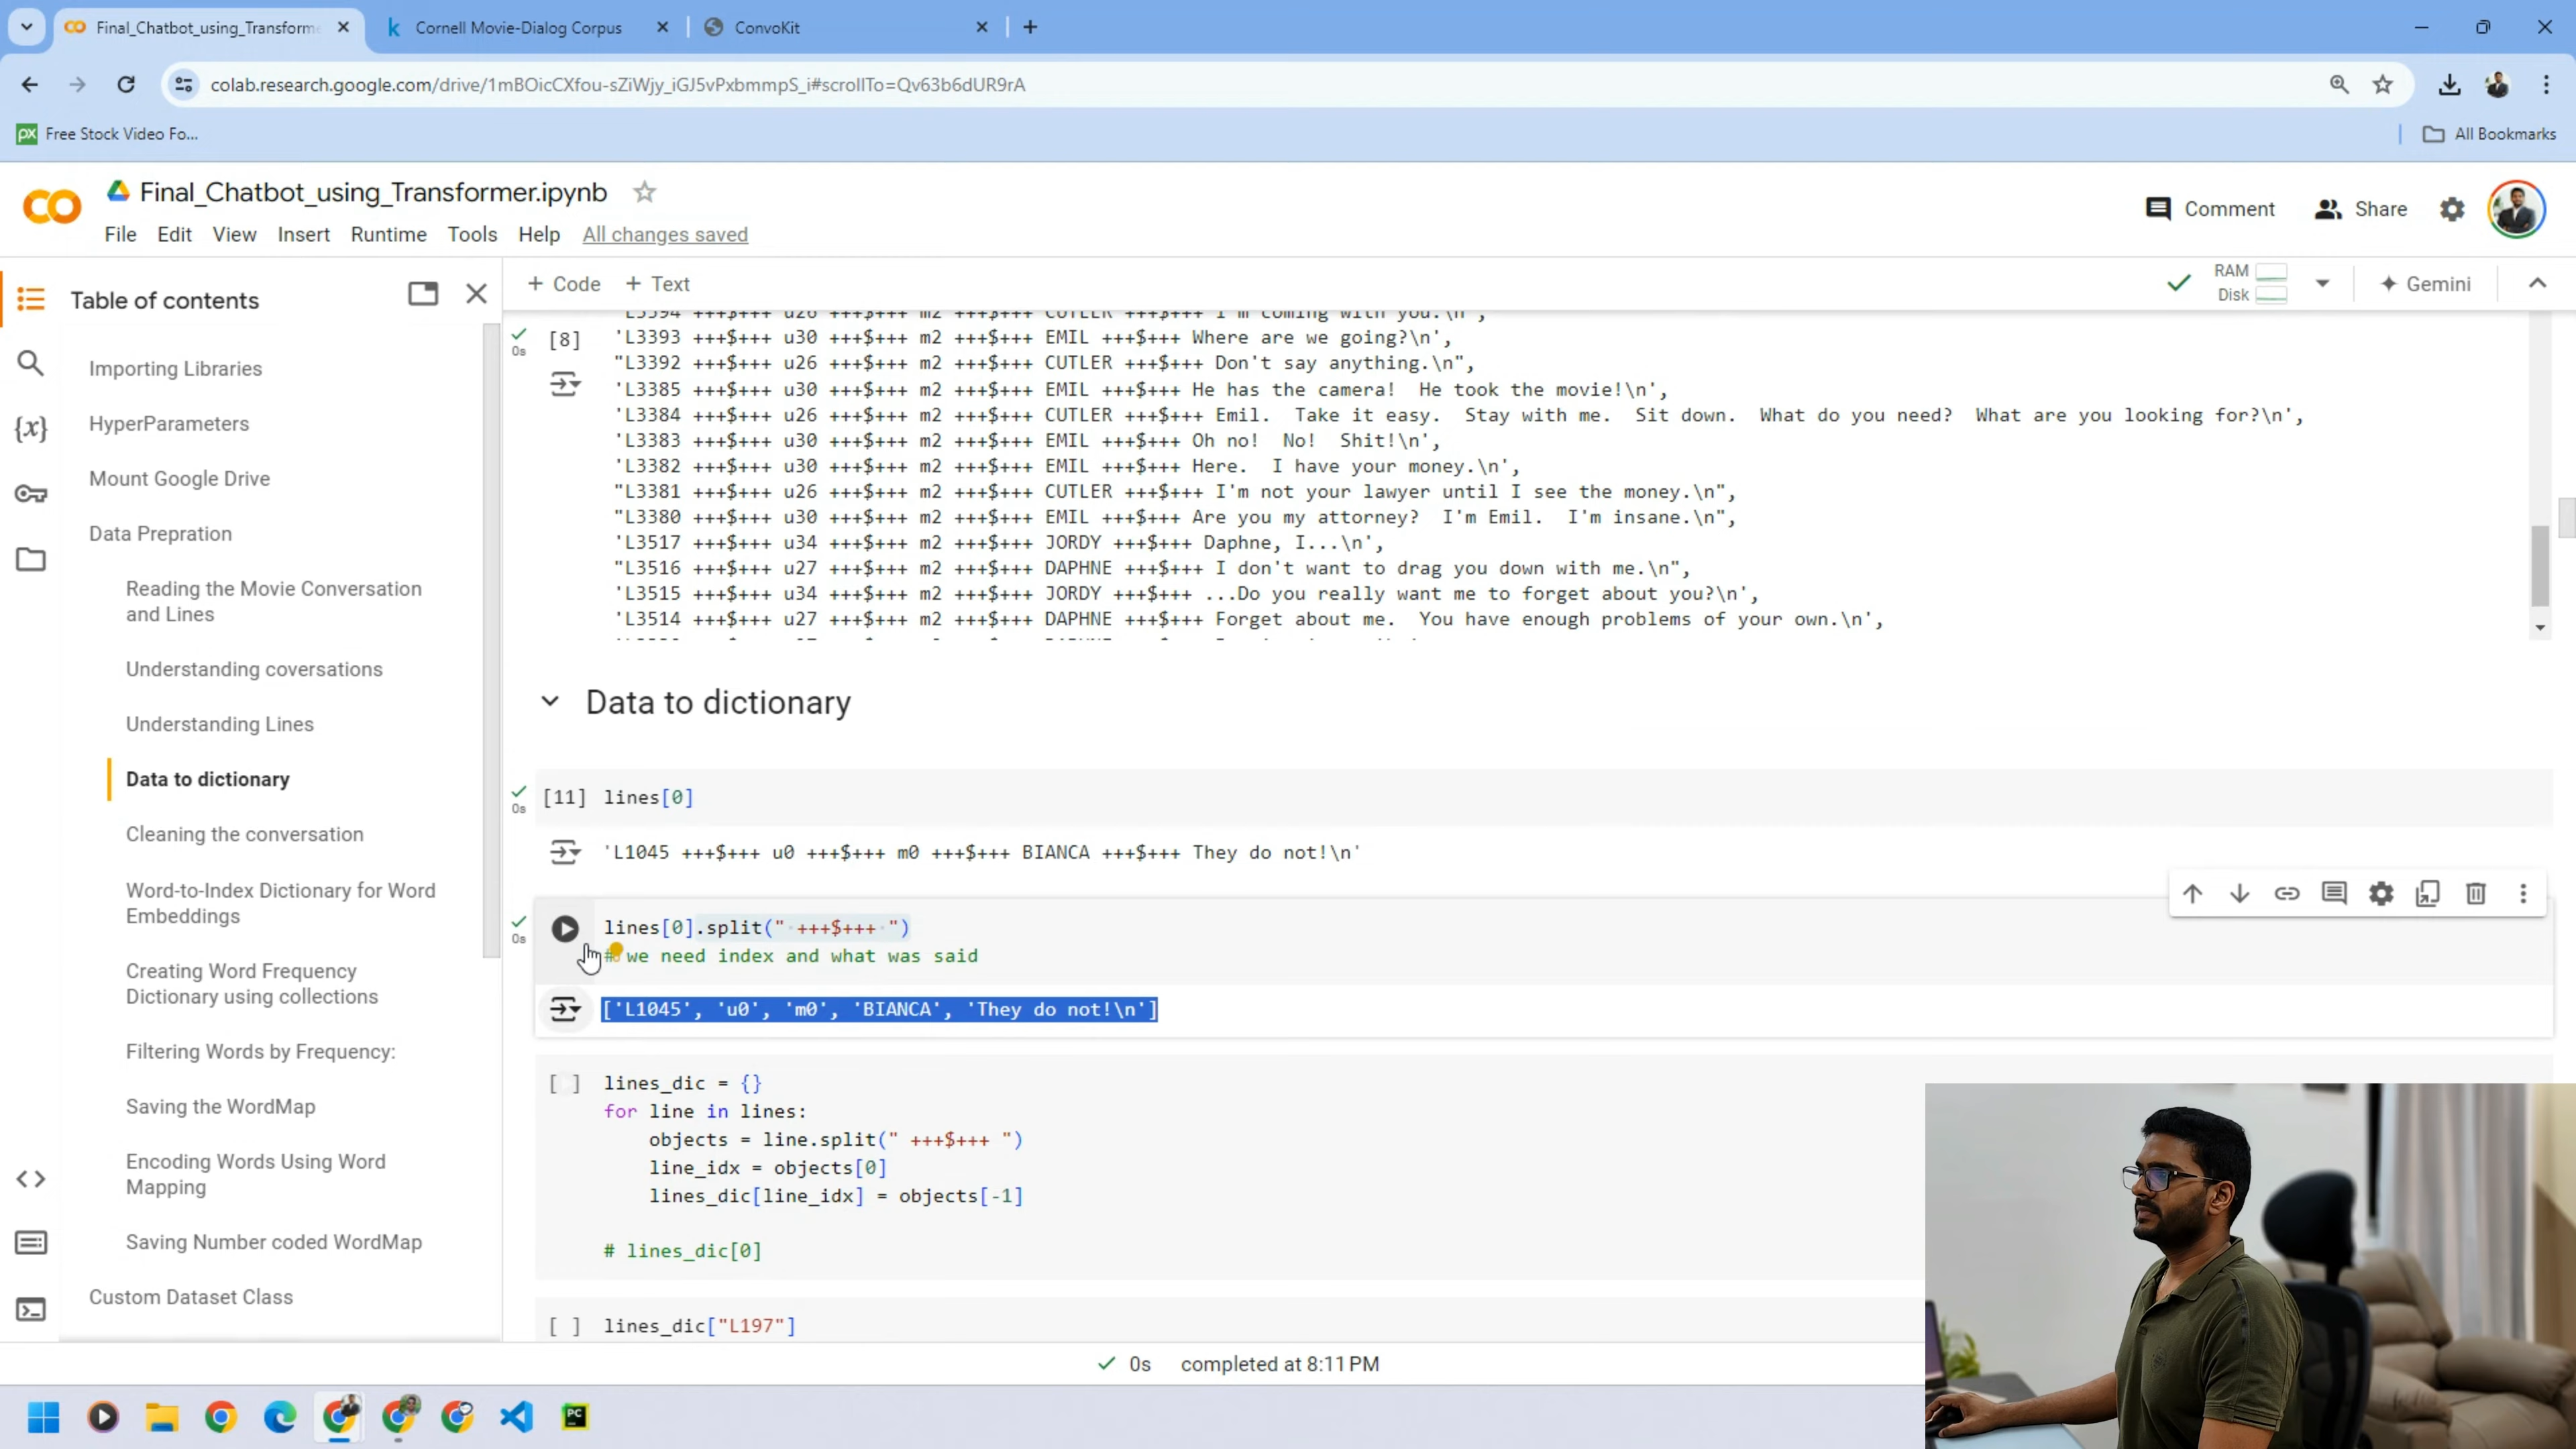 Final_Chatbot_using_Transforme
Cornell Movie-Dialog Corpus
ConvoKit
colab.research.google.com/drive/1mBOicCXfou-sZiWjy_iGJ5vPxbmmpS_i#scrollTo=Qv63b6dUR9rA
px Free Stock Video Fo...
All Bookmarks
Final_Chatbot_using_Transformer.ipynb
Comment
Share
File Edit View Insert Runtime Tools Help All changes saved
Table of contents
+ Code + Text
RAM
Disk
Gemini
Importing Libraries
HyperParameters
Mount Google Drive
Data Prepration
Reading the Movie Conversation
and Lines
Understanding coversations
Understanding Lines
Data to dictionary
Cleaning the conversation
Word-to-Index Dictionary for Word
Embeddings
Creating Word Frequency
Dictionary using collections
Filtering Words by Frequency:
Saving the WordMap
Encoding Words Using Word
Mapping
Saving Number coded WordMap
Custom Dataset Class
0s
[8]
L3394 +++$+++ u26 +++$+++ m2 +++$+++ CUTLER +++$+++ I'm coming with you.\n",
'L3393 +++$+++ u30 +++$+++ m2 +++$+++ EMIL +++$+++ Where are we going?\n',
"L3392 +++$+++ u26 +++$+++ m2 +++$+++ CUTLER +++$+++ Don't say anything.\n",
'L3385 +++$+++ u30 +++$+++ m2 +++$+++ EMIL +++$+++ He has the camera!  He took the movie!\n',
'L3384 +++$+++ u26 +++$+++ m2 +++$+++ CUTLER +++$+++ Emil.  Take it easy.  Stay with me.  Sit down.  What do you need?  What are you looking for?\n',
'L3383 +++$+++ u30 +++$+++ m2 +++$+++ EMIL +++$+++ Oh no!  No!  Shit!\n',
'L3382 +++$+++ u30 +++$+++ m2 +++$+++ EMIL +++$+++ Here.  I have your money.\n',
"L3381 +++$+++ u26 +++$+++ m2 +++$+++ CUTLER +++$+++ I'm not your lawyer until I see the money.\n",
"L3380 +++$+++ u30 +++$+++ m2 +++$+++ EMIL +++$+++ Are you my attorney?  I'm Emil.  I'm insane.\n",
'L3517 +++$+++ u34 +++$+++ m2 +++$+++ JORDY +++$+++ Daphne, I...\n',
"L3516 +++$+++ u27 +++$+++ m2 +++$+++ DAPHNE +++$+++ I don't want to drag you down with me.\n",
'L3515 +++$+++ u34 +++$+++ m2 +++$+++ JORDY +++$+++ ...Do you really want me to forget about you?\n',
'L3514 +++$+++ u27 +++$+++ m2 +++$+++ DAPHNE +++$+++ Forget about me.  You have enough problems of your own.\n',
Data to dictionary
0s
[11] lines[0]
'L1045 +++$+++ u0 +++$+++ m0 +++$+++ BIANCA +++$+++ They do not!\n'
0s
lines[0].split(" +++$+++ ")
# we need index and what was said
['L1045', 'u0', 'm0', 'BIANCA', 'They do not!\n']
[ ] lines_dic = {}
for line in lines:
objects = line.split(" +++$+++ ")
line_idx = objects[0]
lines_dic[line_idx] = objects[-1]
# lines_dic[0]
[ ] lines_dic["L197"]
0s completed at 8:11 PM
PC